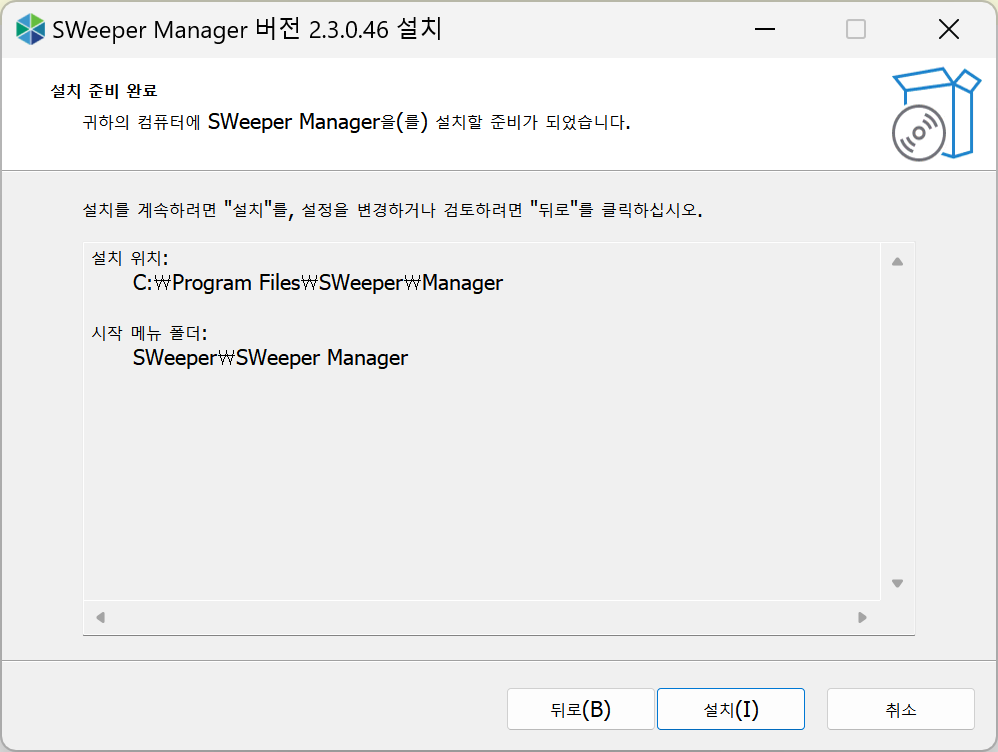 SWeeper Manager 버전 2.3.0.46 설치
설치 준비 완료
귀하의 컴퓨터에 SWeeper Manager을(를) 설치할 준비가 되었습니다.
설치를 계속하려면 "설치"를, 설정을 변경하거나 검토하려면 "뒤로"를 클릭하십시오.
설치 위치:
C:₩Program Files₩SWeeper₩Manager
시작 메뉴 폴더:
SWeeper₩SWeeper Manager
뒤로(B) 설치(I) 취소